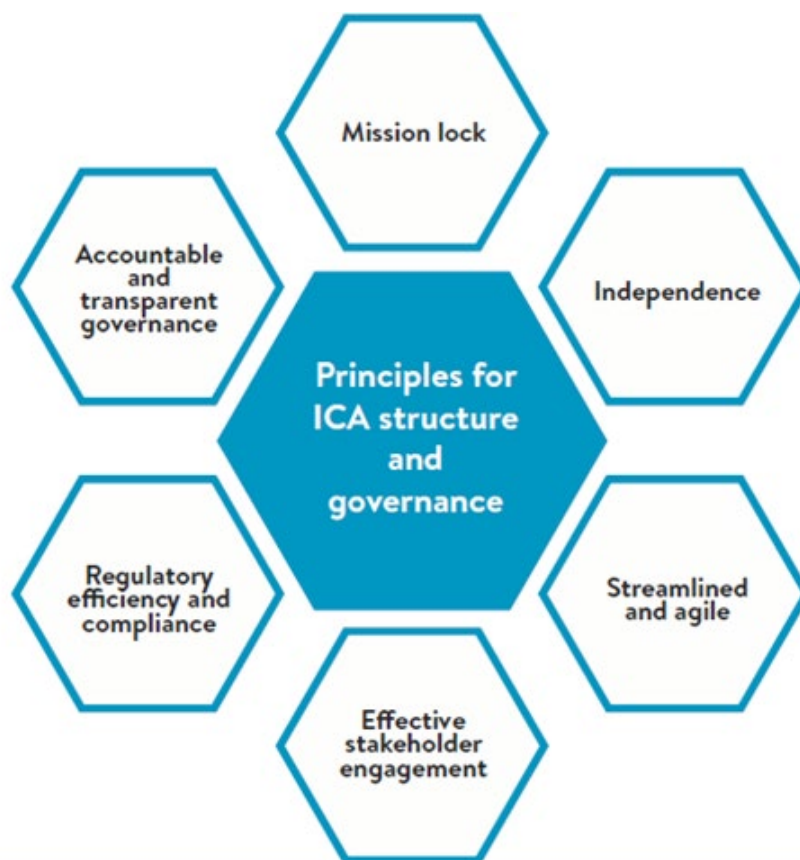 Mission lock
Accountable
and
transparent
governance
Independence
Principles for
ICA structure
and
governance
Regulatory
efficiency and
compliance
Streamlined
and agile
Effective
stakeholder
engagement